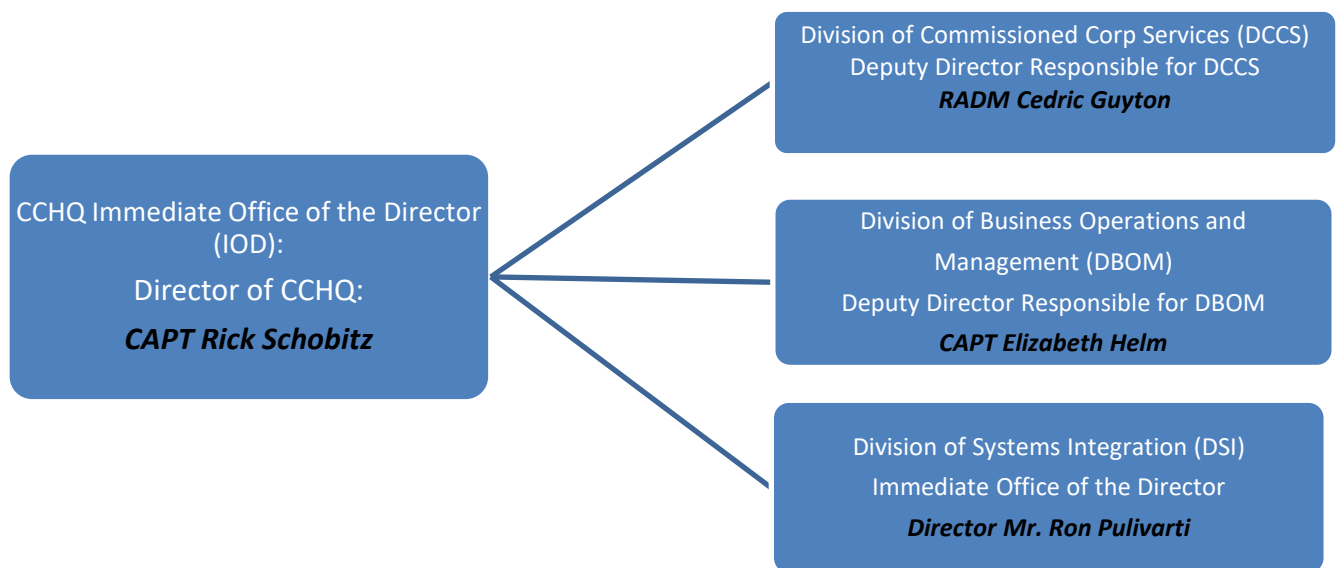 CCHQ Immediate Office of the Director
(IOD):
Director of CCHQ:
CAPT Rick Schobitz
Division of Commissioned Corp Services (DCCS)
Deputy Director Responsible for DCCS
RADM Cedric Guyton
Division of Business Operations and
Management (DBOM)
Deputy Director Responsible for DBOM
CAPT Elizabeth Helm
Division of Systems Integration (DSI)
Immediate Office of the Director
Director Mr. Ron Pulivarti